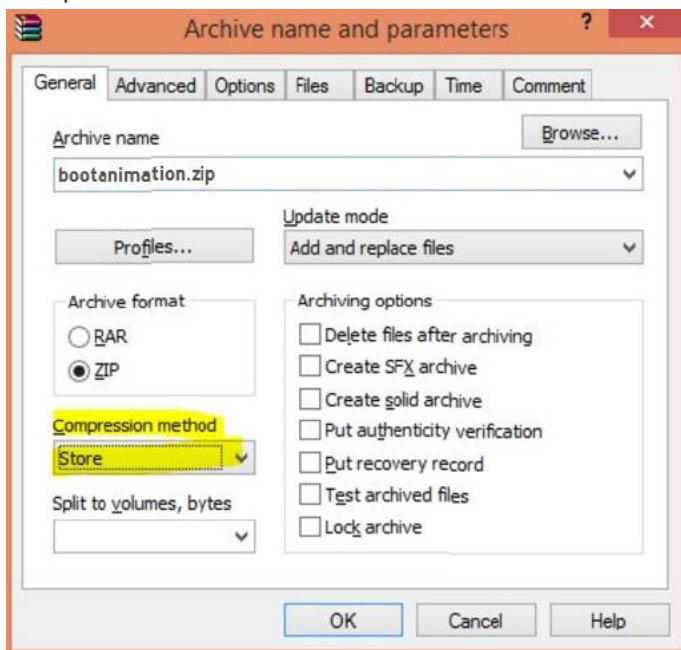 Archive name and parameters ?
General Advanced Options Files Backup Time Comment
Archive name
Browse...
bootanimation.zip
Update mode
Profiles...
Add and replace files
Archive format
RAR
ZIP
Compression method
Store
Split to volumes, bytes
Archiving options
Delete files after archiving
Create SFX archive
Create solid archive
Put authenticity verification
Put recovery record
Test archived files
Lock archive
OK Cancel Help